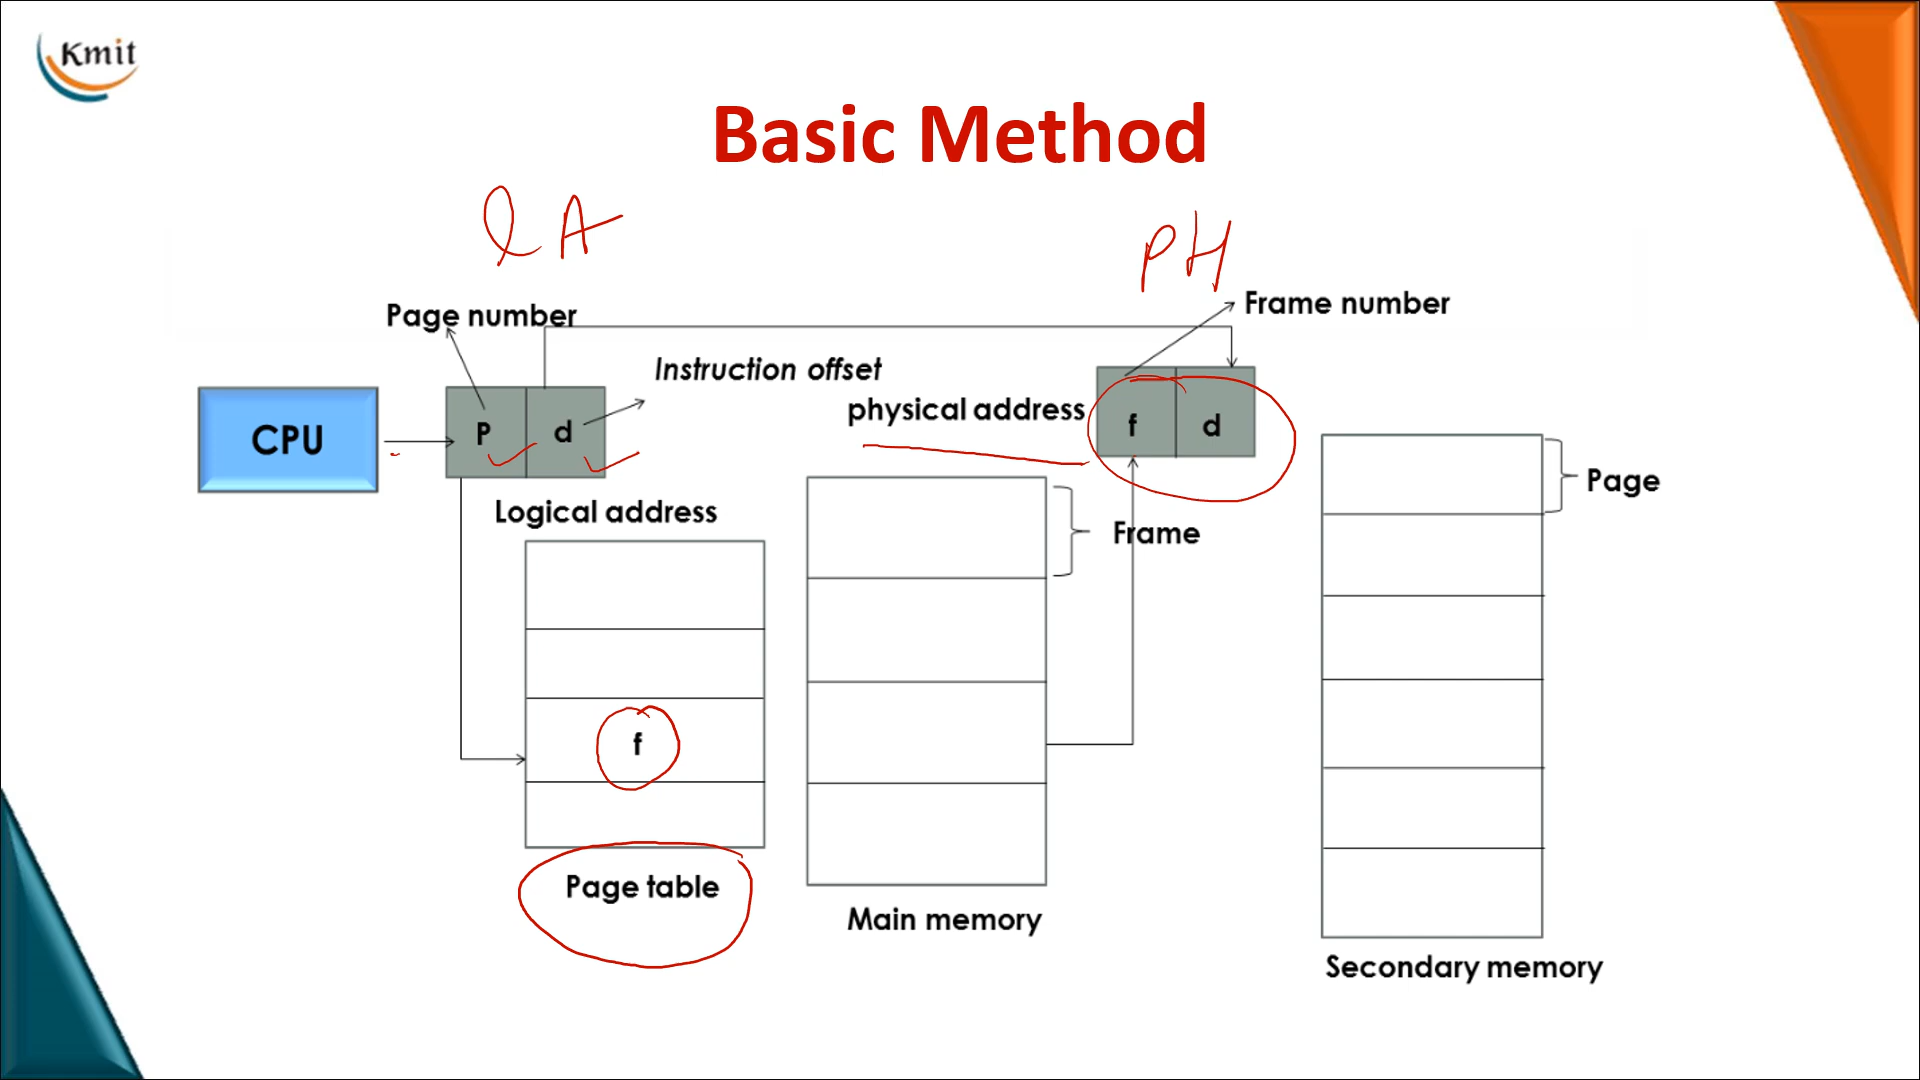 Kmit
Basic Method
LA
PH
Page number
Frame number
Instruction offset
physical address
CPU
P d
f d
Logical address
Page
Frame
f
Page table
Main memory
Secondary memory